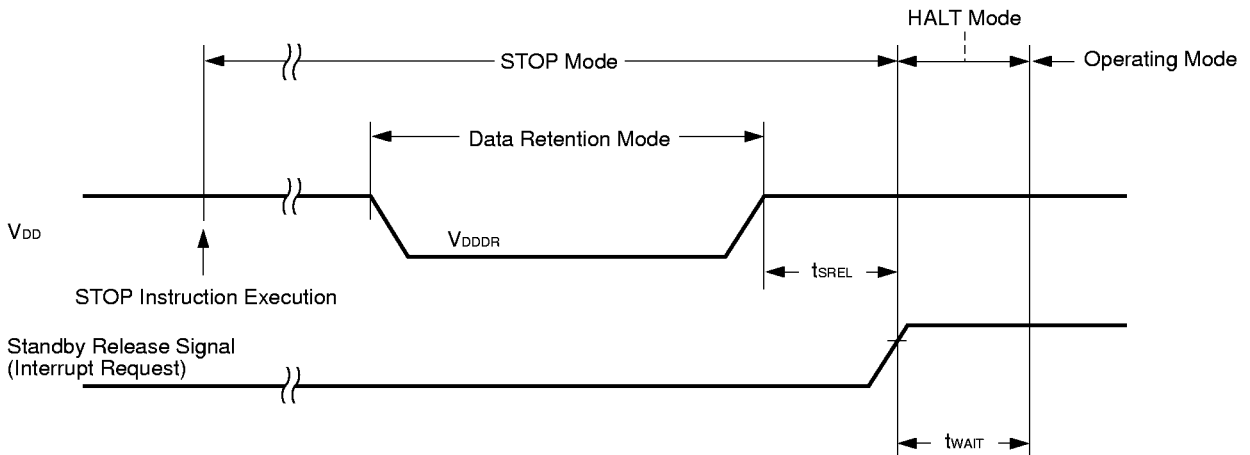 HALT Mode
STOP Mode
Operating Mode
Data Retention Mode
VDD
VDDDR
tSREL
STOP Instruction Execution
Standby Release Signal
(Interrupt Request)
tWAIT